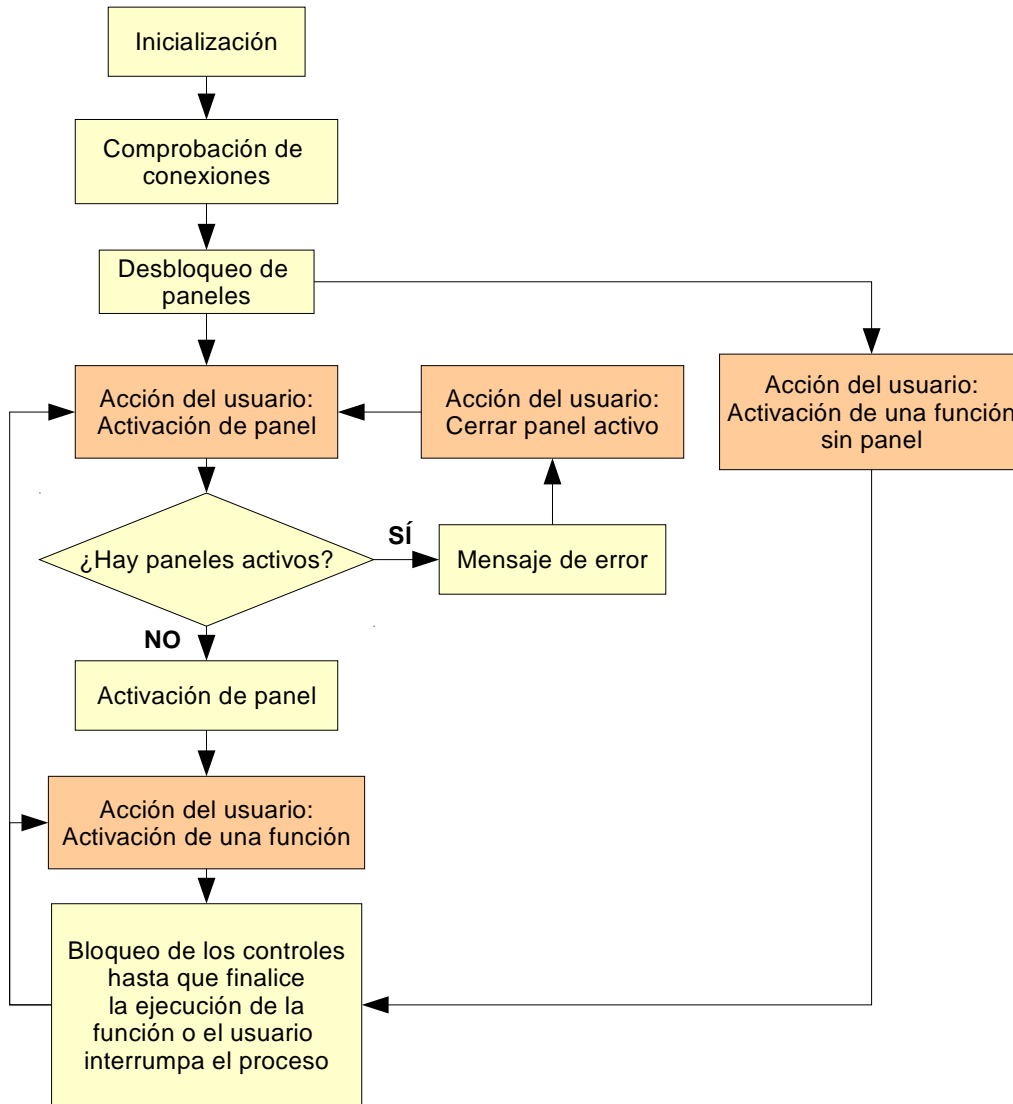 Inicialización
Comprobación de
conexiones
Desbloqueo de
paneles
Acción del usuario:
Activación de panel
Acción del usuario:
Cerrar panel activo
Acción del usuario:
Activación de una función
sin panel
¿Hay paneles activos?
SÍ
Mensaje de error
NO
Activación de panel
Acción del usuario:
Activación de una función
Bloqueo de los controles
hasta que finalice
la ejecución de la
función o el usuario
interrumpa el proceso